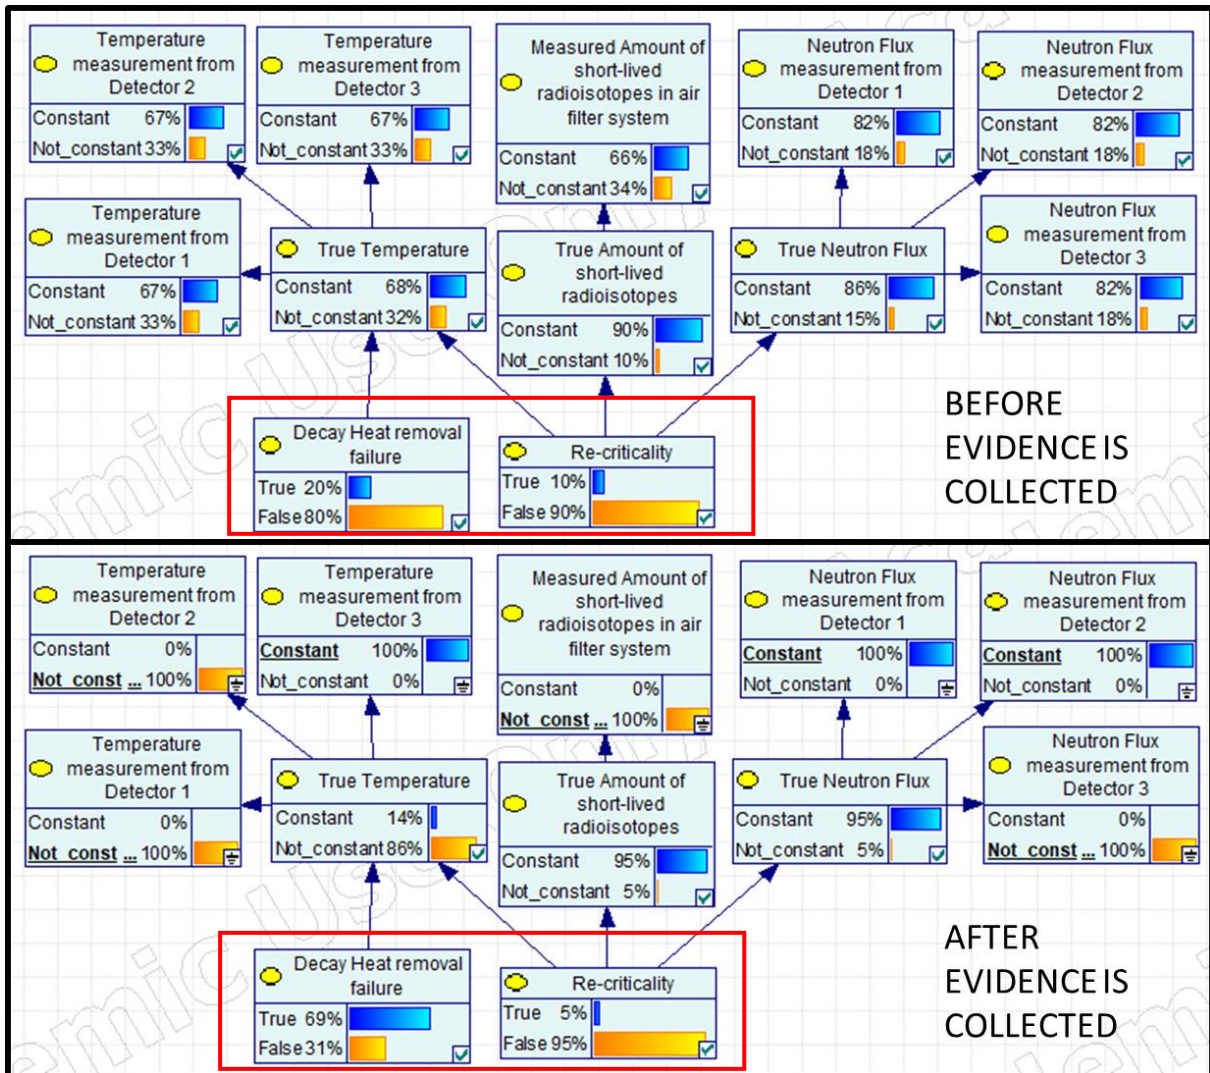 Temperature
measurement from
Detector 2
Constant 67%
Not_constant 33%
Temperature
measurement from
Detector 3
Constant 67%
Not_constant 33%
Measured Amount of
short-lived
radioisotopes in air
filter system
Constant 66%
Not_constant 34%
Neutron Flux
measurement from
Detector 1
Constant 82%
Not_constant 18%
Neutron Flux
measurement from
Detector 2
Constant 82%
Not_constant 18%
Temperature
measurement from
Detector 1
Constant 67%
Not_constant 33%
True Temperature
Constant 68%
Not_constant 32%
True Amount of
short-lived
radioisotopes
Constant 90%
Not_constant 10%
True Neutron Flux
Constant 86%
Not_constant 15%
Neutron Flux
measurement from
Detector 3
Constant 82%
Not_constant 18%
Decay Heat removal
failure
True 20%
False 80%
Re-criticality
True 10%
False 90%
BEFORE
EVIDENCE IS
COLLECTED
Temperature
measurement from
Detector 2
Constant 0%
Not_const ... 100%
Temperature
measurement from
Detector 3
Constant 100%
Not_constant 0%
Measured Amount of
short-lived
radioisotopes in air
filter system
Constant 0%
Not_const ... 100%
Neutron Flux
measurement from
Detector 1
Constant 100%
Not_constant 0%
Neutron Flux
measurement from
Detector 2
Constant 100%
Not_constant 0%
Temperature
measurement from
Detector 1
Constant 0%
Not_const ... 100%
True Temperature
Constant 14%
Not_constant 86%
True Amount of
short-lived
radioisotopes
Constant 95%
Not_constant 5%
True Neutron Flux
Constant 95%
Not_constant 5%
Neutron Flux
measurement from
Detector 3
Constant 0%
Not_const ... 100%
Decay Heat removal
failure
True 69%
False 31%
Re-criticality
True 5%
False 95%
AFTER
EVIDENCE IS
COLLECTED